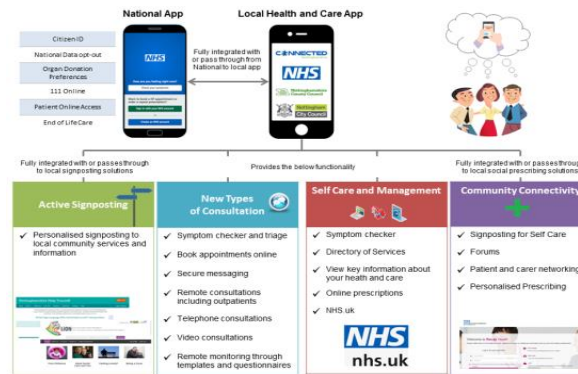 National App
Local Health and Care App
Citizen ID
National Data opt-out
Organ Donation
Preferences
111 Online
Patient Online Access
End of Life Care
NHS
Fully integrated with
or pass through from
National to local app
CONNECTED
NHS
Nottinghamshire
County Council
Nottingham
City Council
Fully integrated with or passes through
to local signposting solutions
Provides the below functionality
Fully integrated with or passes through
to local social prescribing solutions
Active Signposting
✓ Personalised signposting to
local community services and
information
New Types
of Consultation
✓ Symptom checker and triage
✓ Book appointments online
✓ Secure messaging
✓ Remote consultations
including outpatients
✓ Telephone consultations
✓ Video consultations
✓ Remote monitoring through
templates and questionnaires
Self Care and Management
✓ Symptom checker
✓ Directory of Services
✓ View key information about
your heath and care
✓ Online prescriptions
✓ NHS.uk
NHS
nhs.uk
Community Connectivity
✓ Signposting for Self Care
✓ Forums
✓ Patient and carer networking
✓ Personalised Prescribing